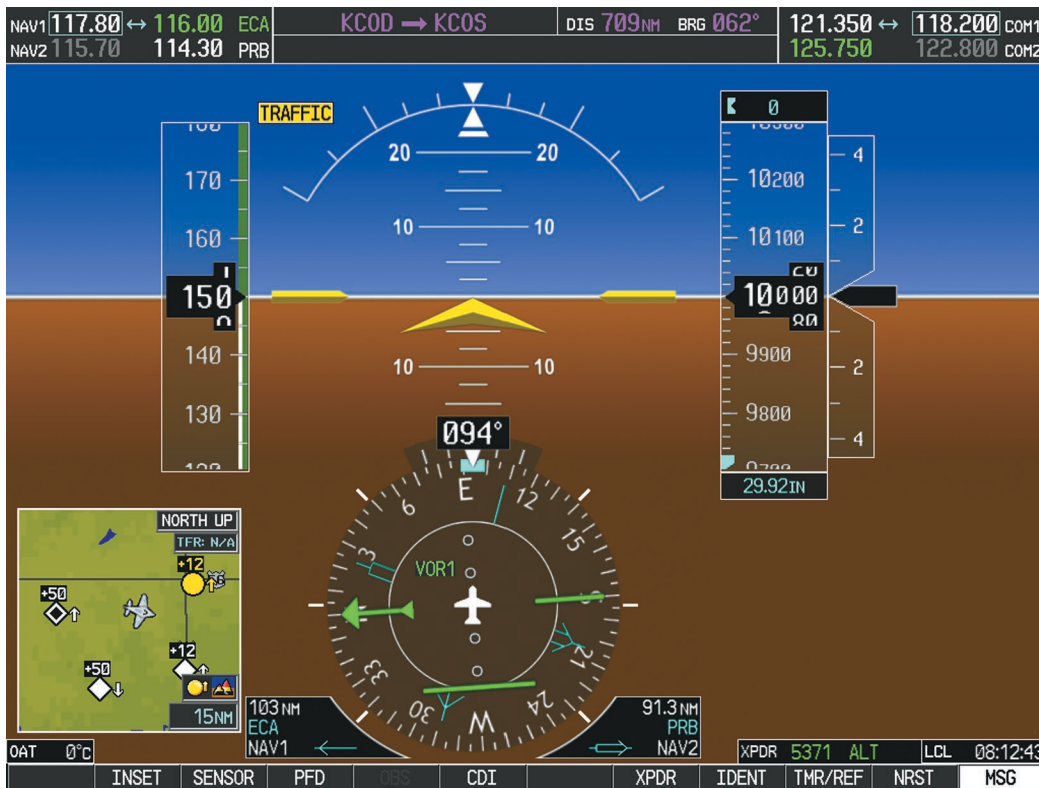 NAV1 117.80 ↔ 116.00 ECA
NAV2 115.70 114.30 PRB
KCOD → KCOS DIS 709NM BRG 062°
121.350 ↔ 118.200 COM1
125.750 122.800 COM2
TRAFFIC
0
20 20
10200
170
4
10 10
10100
160
2
150
10000
20
80
140
10 10
9900
2
130
9800
4
094°
29.92IN
NORTH UP
TFR: N/A
+12
+50
+12
+50
15NM
E
12
6
15
3
VOR1
21
33
24
30
W
103NM
ECA
NAV1
91.3NM
PRB
NAV2
OAT 0°C
XPDR 5371 ALT LCL 08:12:43
INSET SENSOR PFD OBS CDI XPDR IDENT TMR/REF NRST MSG